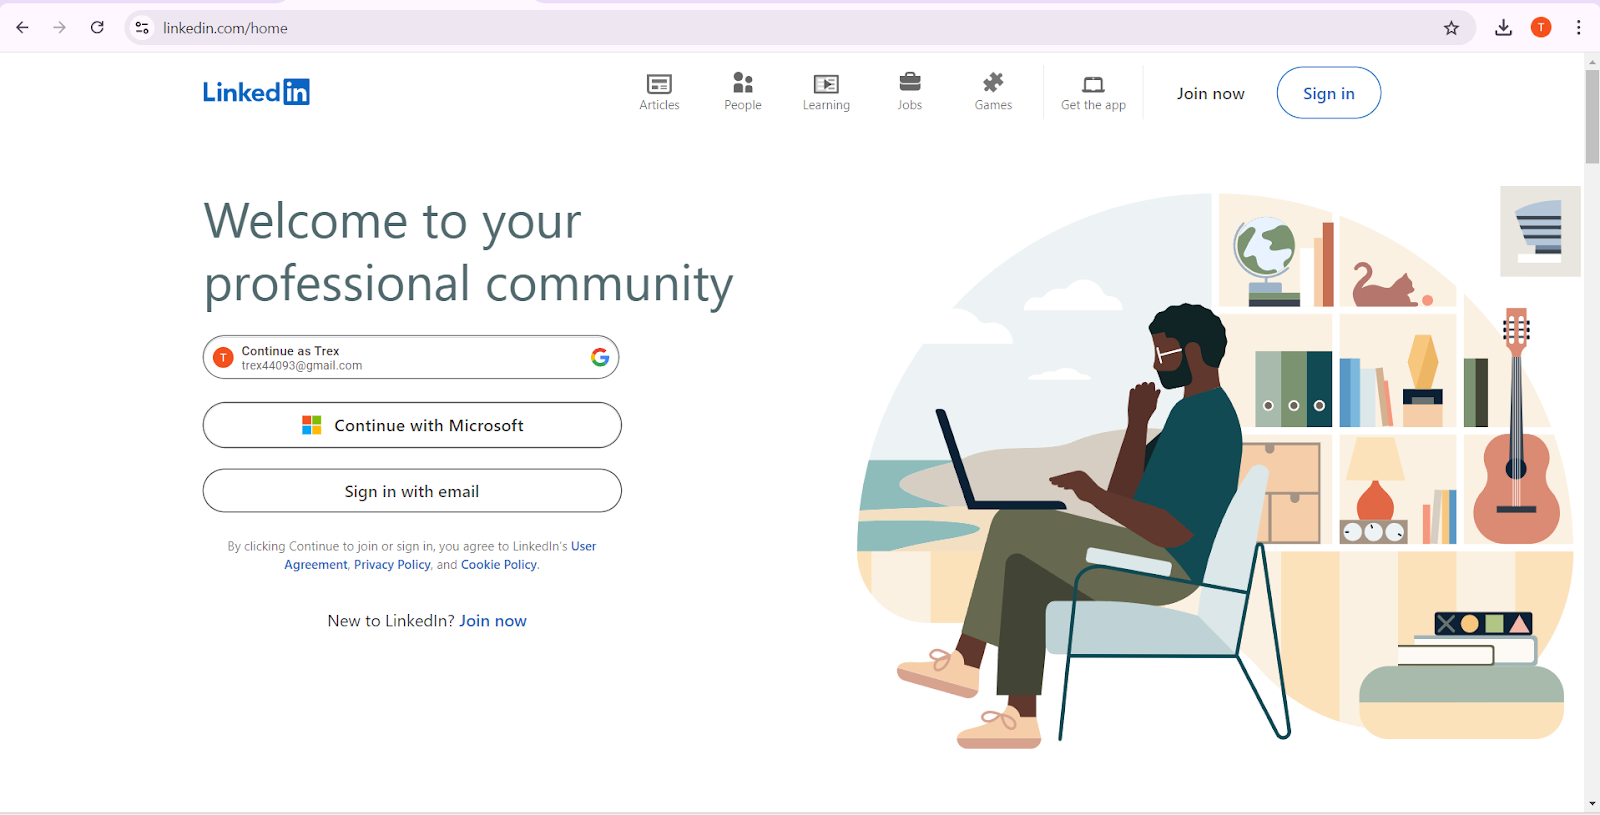 linkedin.com/home
T
Linked in
Articles
People
Learning
Jobs
Games
Get the app
Join now
Sign in
Welcome to your
professional community
T
Continue as Trex
trex44093@gmail.com
Continue with Microsoft
Sign in with email
By clicking Continue to join or sign in, you agree to LinkedIn's User
Agreement, Privacy Policy, and Cookie Policy.
New to LinkedIn? Join now